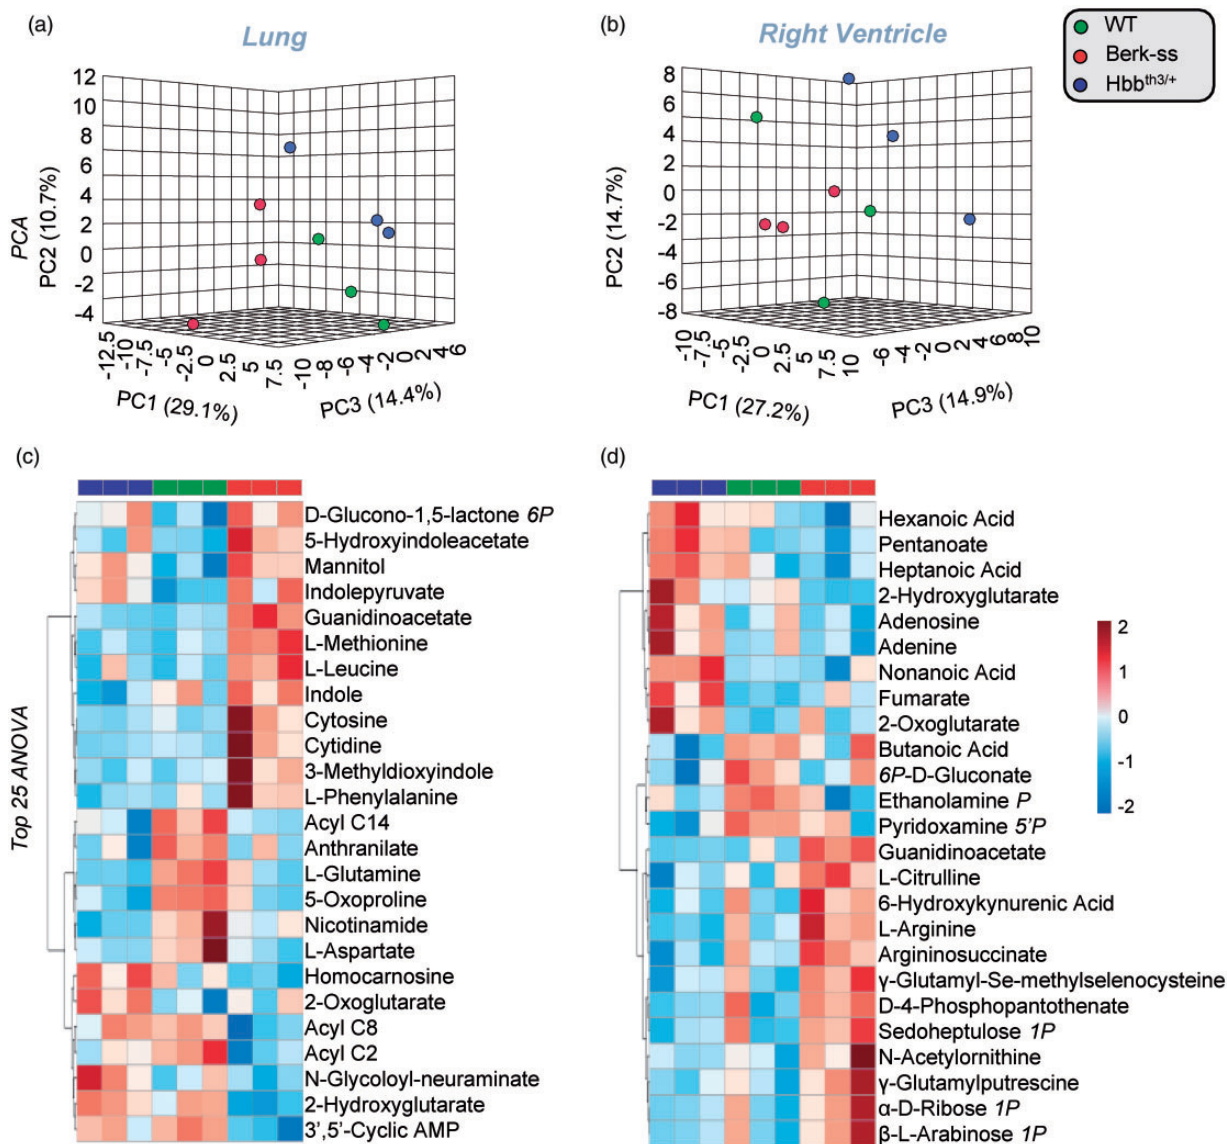 (a)
Lung
(b)
Right Ventricle
WT
Berk-ss
Hbbth3/+
PCA
PC2 (10.7%)
12
10
8
6
4
2
0
-2
-4
-12.5
-10
-7.5
-5
-2.5
0
2.5
5
7.5
PC1 (29.1%)
-10
-8
-6
-4
-2
0
2
4
6
PC3 (14.4%)
PC2 (14.7%)
8
6
4
2
0
-2
-4
-6
-8
-10
-7.5
-5
-2.5
0
2.5
5
7.5
10
PC1 (27.2%)
-6
-4
-2
0
2
4
6
8
10
PC3 (14.9%)
(c)
Top 25 ANOVA
D-Glucono-1,5-lactone 6P
5-Hydroxyindoleacetate
Mannitol
Indolepyruvate
Guanidinoacetate
L-Methionine
L-Leucine
Indole
Cytosine
Cytidine
3-Methyldioxyindole
L-Phenylalanine
Acyl C14
Anthranilate
L-Glutamine
5-Oxoproline
Nicotinamide
L-Aspartate
Homocarnosine
2-Oxoglutarate
Acyl C8
Acyl C2
N-Glycoloyl-neuraminate
2-Hydroxyglutarate
3',5'-Cyclic AMP
(d)
Hexanoic Acid
Pentanoate
Heptanoic Acid
2-Hydroxyglutarate
Adenosine
Adenine
Nonanoic Acid
Fumarate
2-Oxoglutarate
Butanoic Acid
6P-D-Gluconate
Ethanolamine P
Pyridoxamine 5'P
Guanidinoacetate
L-Citrulline
6-Hydroxykynurenic Acid
L-Arginine
Argininosuccinate
γ-Glutamyl-Se-methylselenocysteine
D-4-Phosphopantothenate
Sedoheptulose 1P
N-Acetylornithine
γ-Glutamylputrescine
α-D-Ribose 1P
β-L-Arabinose 1P
2
1
0
-1
-2